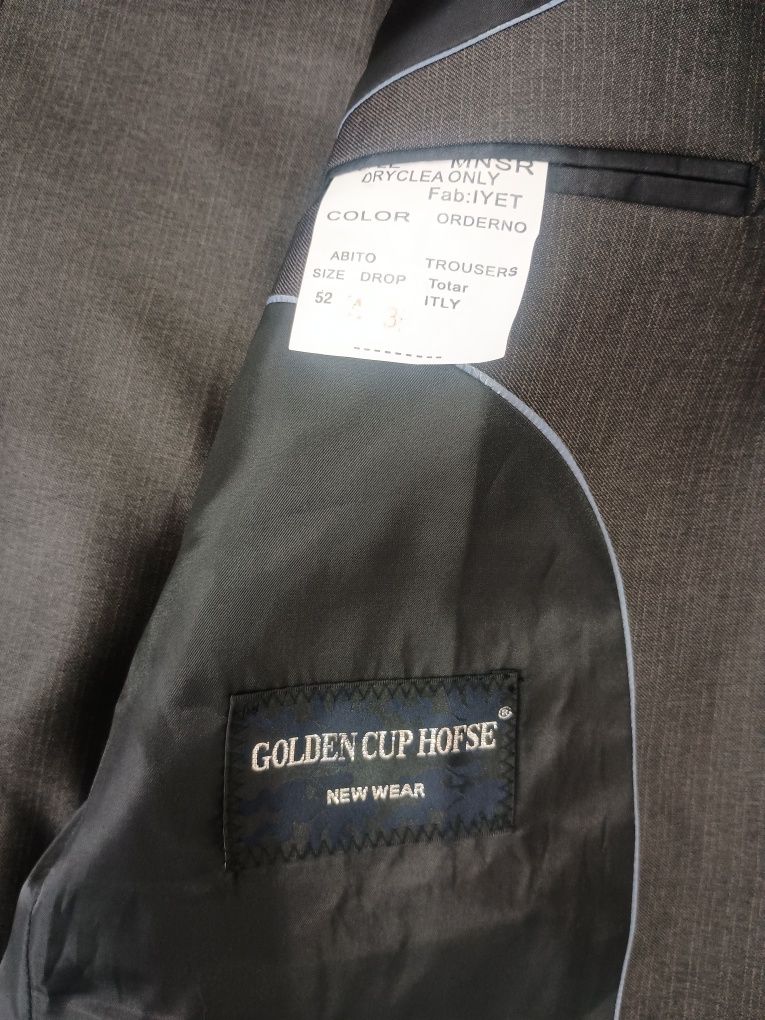 MNSR
DRYCLEA ONLY
Fab:IYET
COLOR ORDERNO
ABITO TROUSERS
SIZE DROP Totar
52 ITLY
GOLDEN CUP HOFSE®
NEW WEAR